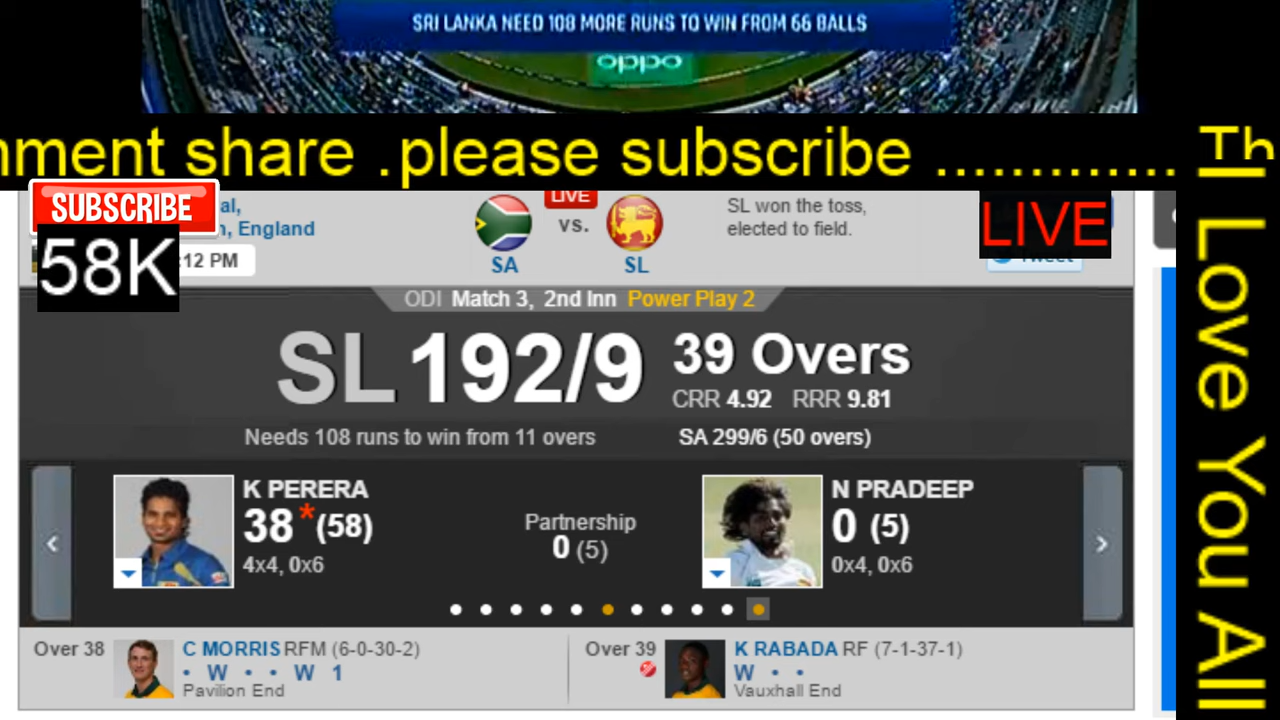 SRI LANKA NEED 108 MORE RUNS TO WIN FROM 66 BALLS
oppo
nment share .please subscribe .............
Thi Love You All
SUBSCRIBE
58K
al,
, England
:12 PM
LIVE
vs.
SA
SL
SL won the toss,
elected to field.
LIVE
Tweet
ODI Match 3, 2nd Inn Power Play 2
SL 192/9
39 Overs
CRR 4.92 RRR 9.81
Needs 108 runs to win from 11 overs
SA 299/6 (50 overs)
K PERERA
38*(58)
4x4, 0x6
Partnership
0 (5)
N PRADEEP
0 (5)
0x4, 0x6
Over 38
C MORRIS RFM (6-0-30-2)
• W • • W 1
Pavilion End
Over 39
K RABADA RF (7-1-37-1)
W • •
Vauxhall End